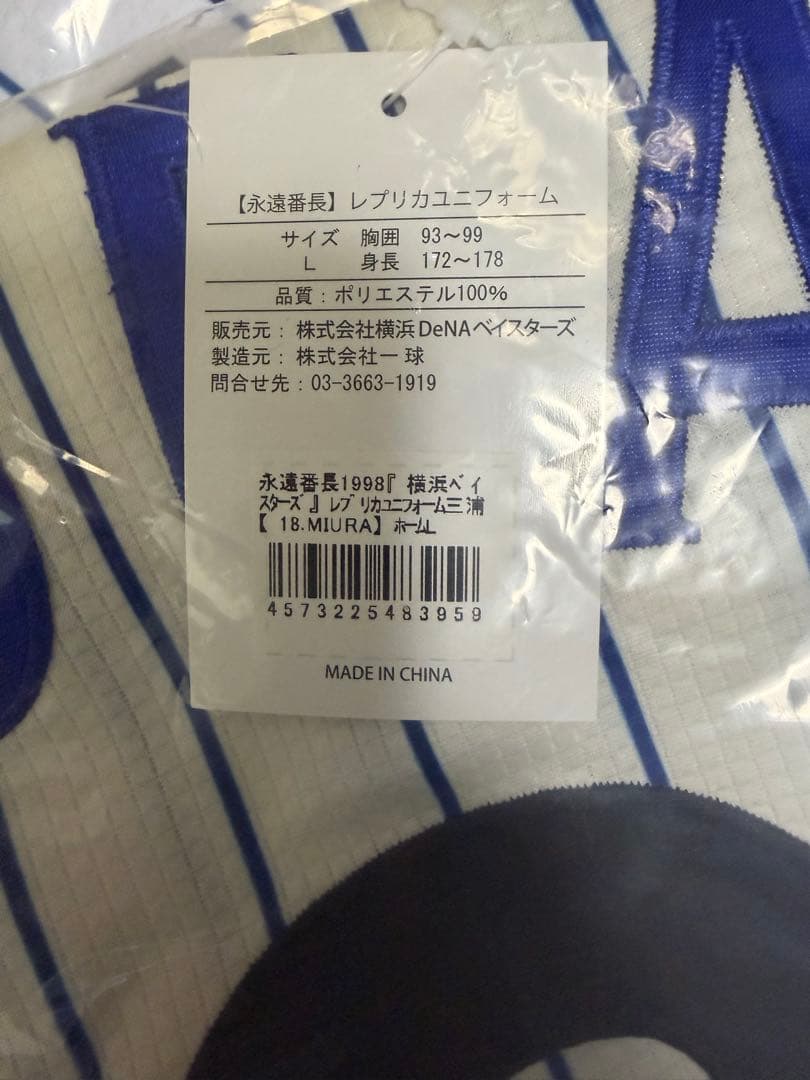 【永遠番長】レプリカユニフォーム
サイズ 胸囲 93〜99
L 身長 172〜178
品質：ポリエステル100%
販売元： 株式会社横浜DeNAベイスターズ
製造元： 株式会社一球
問合せ先：03-3663-1919
永遠番長1998『 横浜ベイ
スターズ 』 レプリカユニフォーム三浦
【 18.MIURA】 ホームL
4573225483959
MADE IN CHINA